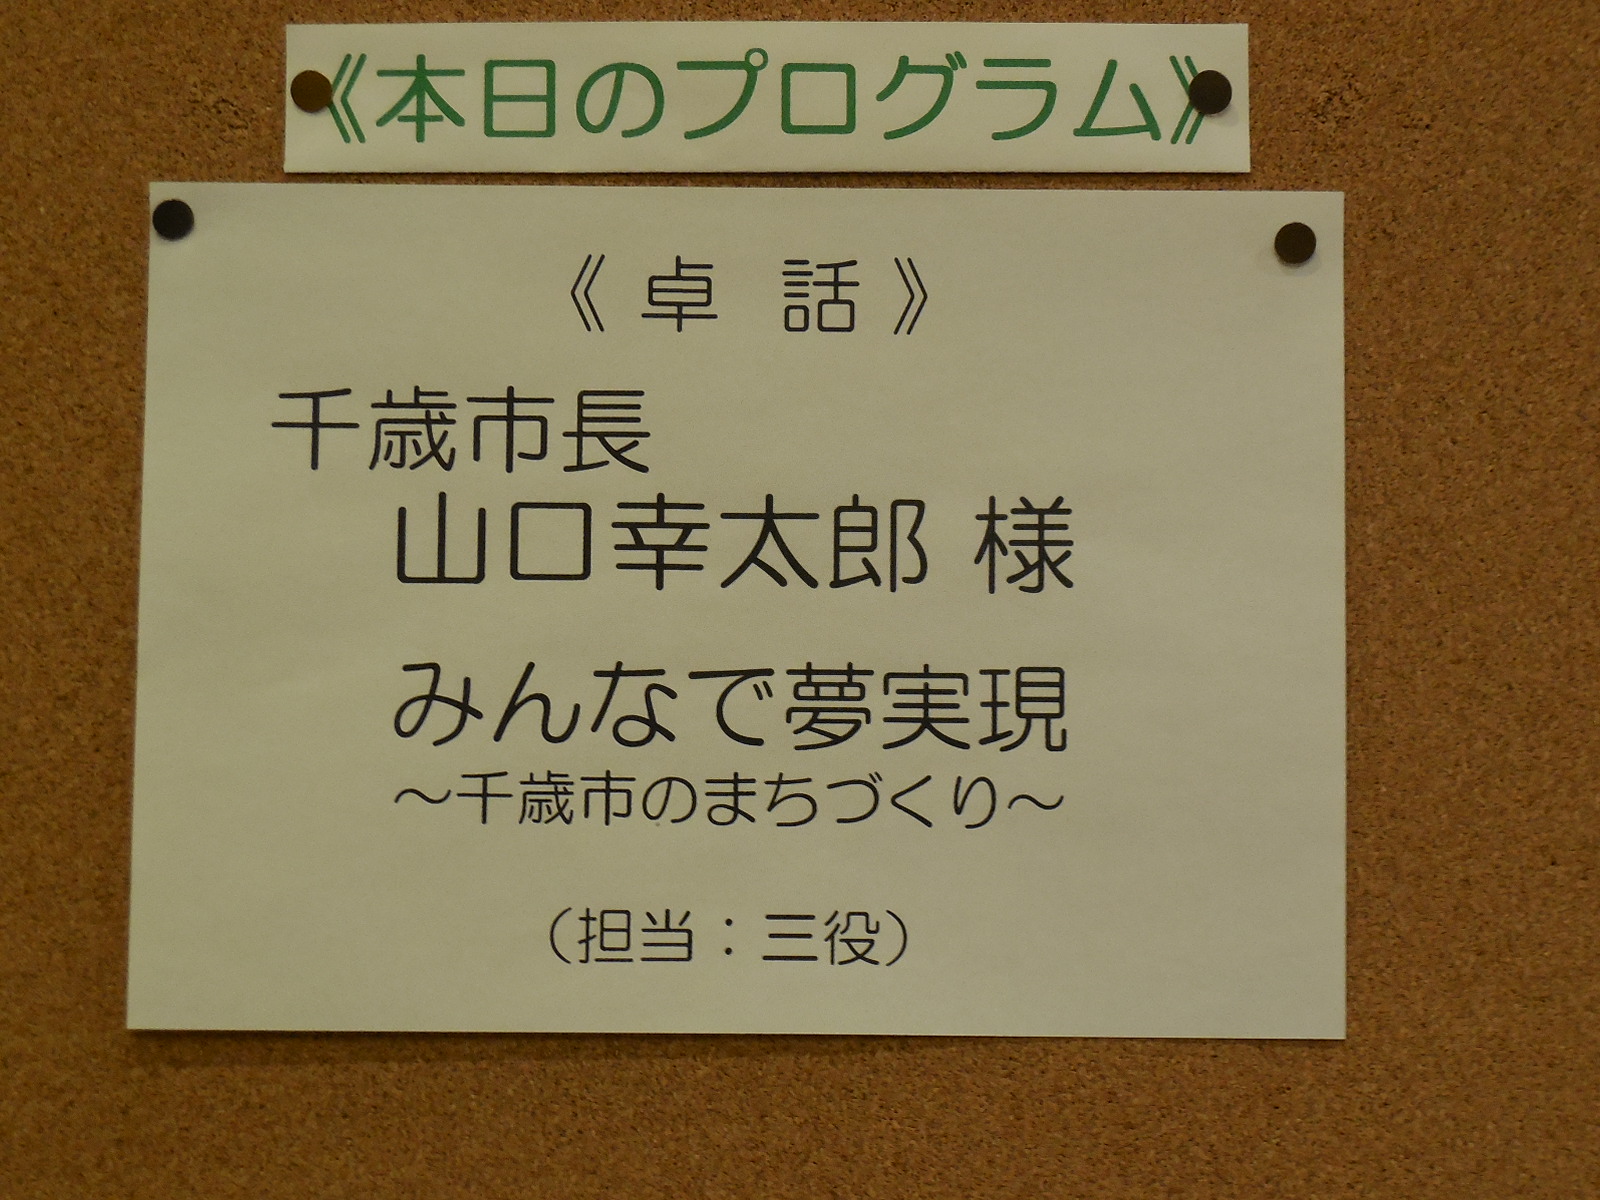 《本日のプログラム》
《 卓 話 》
千歳市長
山口幸太郎 様
みんなで夢実現
～千歳市のまちづくり～
（担当：三役）